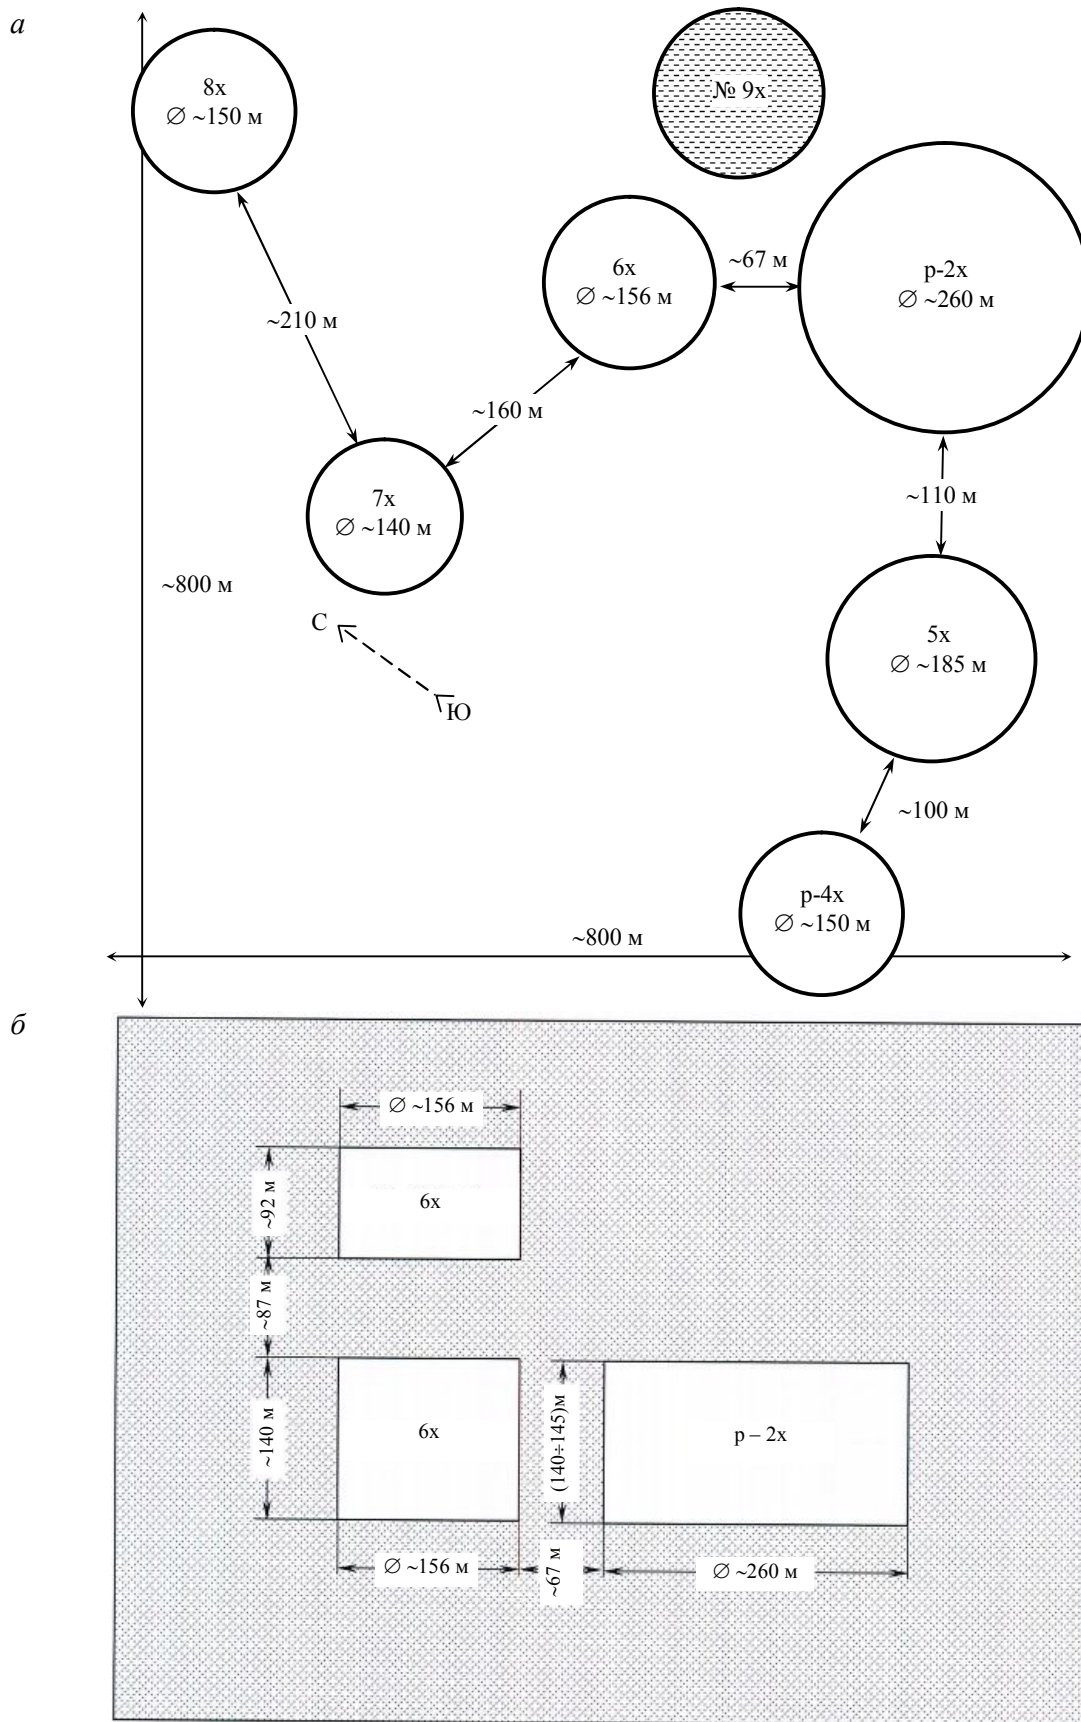 а
8х
∅ ~150 м
№ 9х
6х
∅ ~156 м
~67 м
р-2х
∅ ~260 м
~210 м
~160 м
7х
∅ ~140 м
~110 м
~800 м
С
Ю
5х
∅ ~185 м
~100 м
р-4х
∅ ~150 м
~800 м
б
∅ ~156 м
~92 м
6х
~87 м
~140 м
6х
(140÷145)м
р – 2х
∅ ~156 м
~67 м
∅ ~260 м